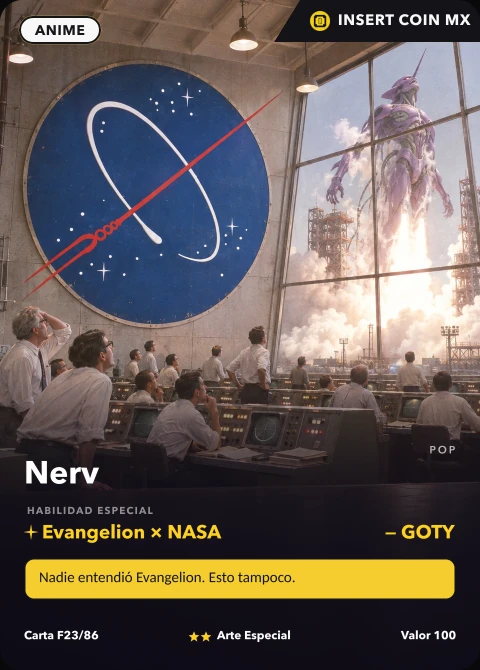 ANIME
INSERT COIN MX
POP
Nerv
HABILIDAD ESPECIAL
Evangelion × NASA
– GOTY
Nadie entendió Evangelion. Esto tampoco.
Carta F23/86
Arte Especial
Valor 100